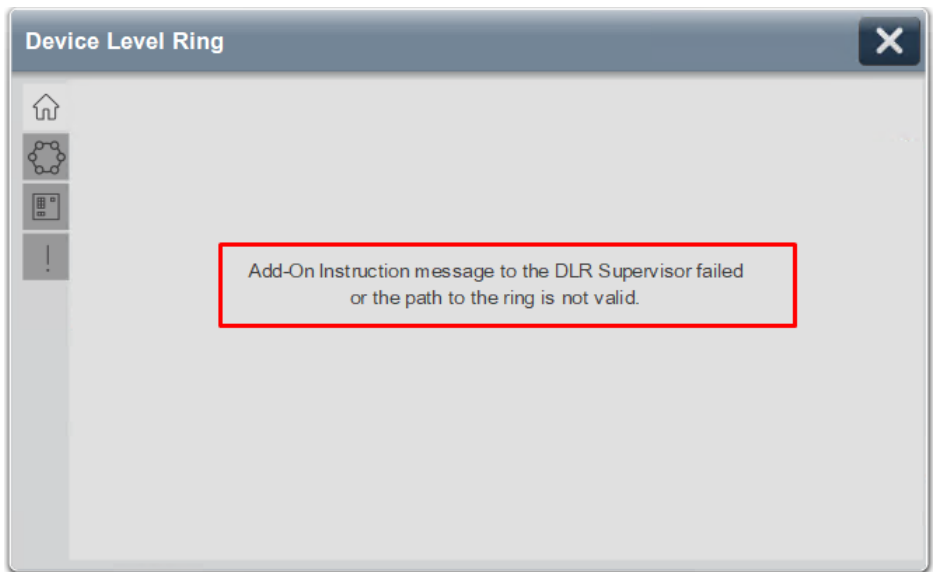 Device Level Ring
Add-On Instruction message to the DLR Supervisor failed
or the path to the ring is not valid.